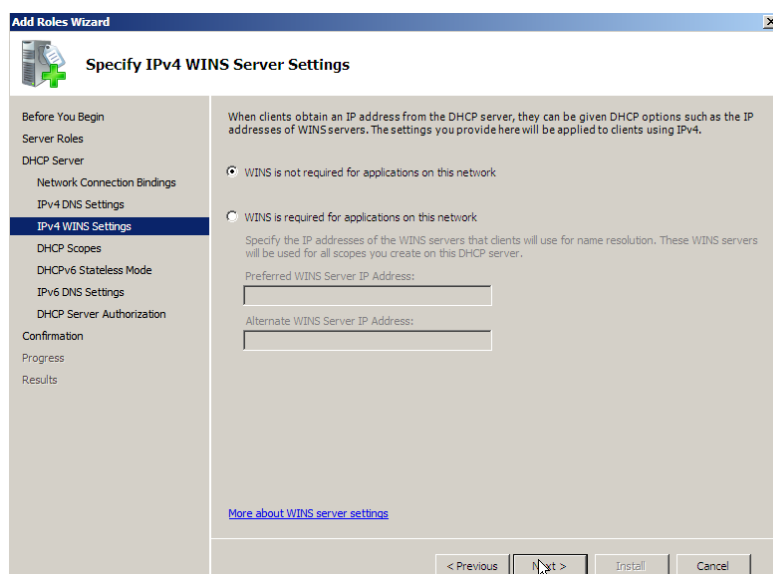 Add Roles Wizard
Specify IPv4 WINS Server Settings
Before You Begin
Server Roles
DHCP Server
Network Connection Bindings
IPv4 DNS Settings
IPv4 WINS Settings
DHCP Scopes
DHCPv6 Stateless Mode
IPv6 DNS Settings
DHCP Server Authorization
Confirmation
Progress
Results
When clients obtain an IP address from the DHCP server, they can be given DHCP options such as the IP
addresses of WINS servers. The settings you provide here will be applied to clients using IPv4.
WINS is not required for applications on this network
WINS is required for applications on this network
Specify the IP addresses of the WINS servers that clients will use for name resolution. These WINS servers
will be used for all scopes you create on this DHCP server.
Preferred WINS Server IP Address:
Alternate WINS Server IP Address:
More about WINS server settings
< Previous
Next >
Install
Cancel